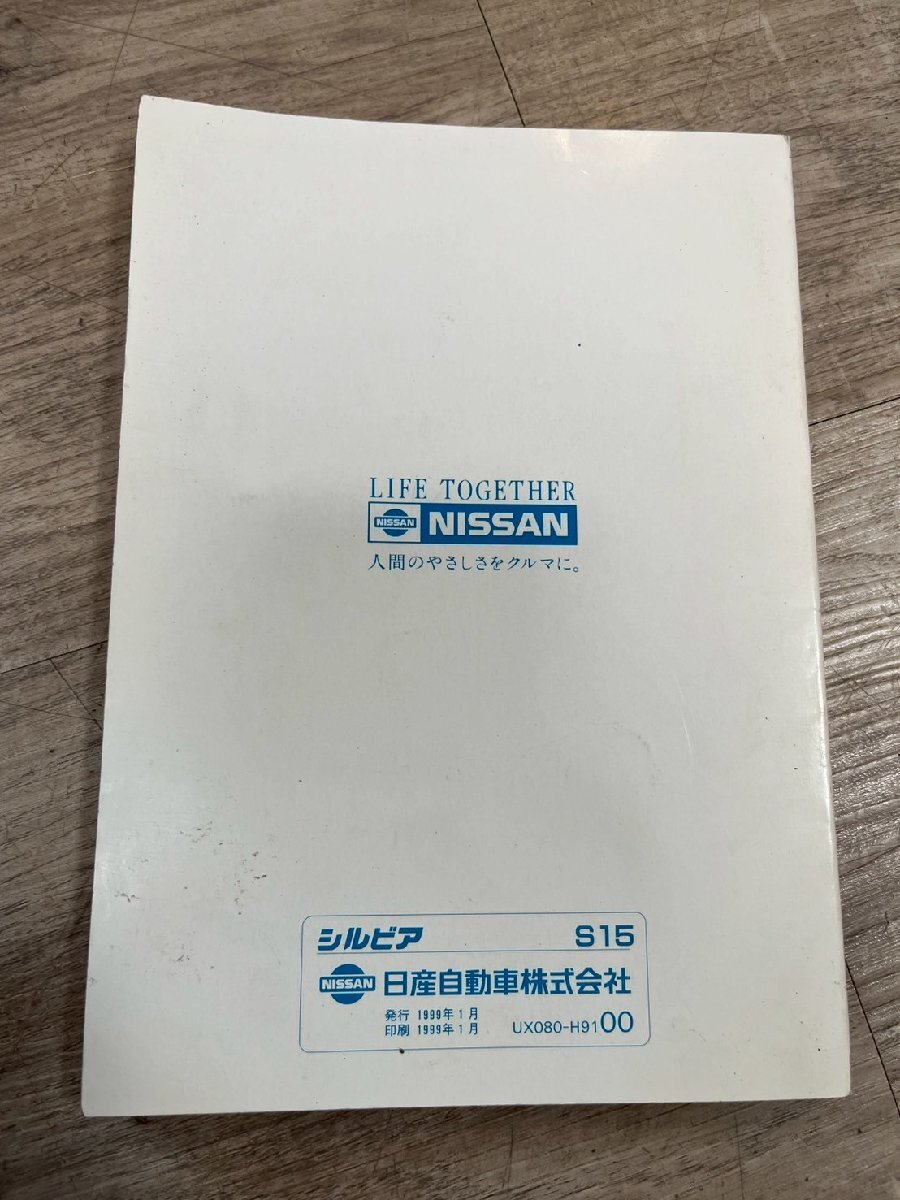 LIFE TOGETHER
NISSAN NISSAN
人間のやさしさをクルマに。
シルビア S15
NISSAN 日産自動車株式会社
発行 1999年1月
印刷 1999年1月 UX080-H9100